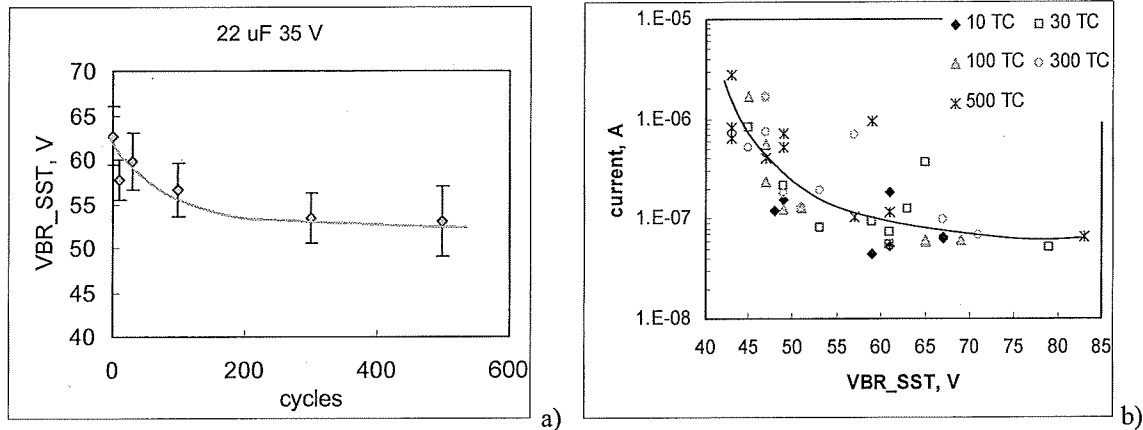 22 uF 35 V
VBR_SST, V
70
65
60
55
50
45
40
0 200 400 600
cycles
a)
current, A
1.E-05
1.E-06
1.E-07
1.E-08
10 TC 30 TC
100 TC 300 TC
500 TC
40 45 50 55 60 65 70 75 80 85
VBR_SST, V
b)